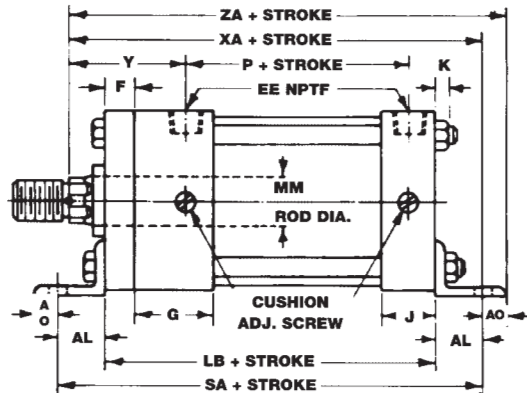 ZA + STROKE
XA + STROKE
Y
P + STROKE
K
F
EE NPTF
MM
ROD DIA.
A
O
CUSHION
ADJ. SCREW
G
J
AO
AL
AL
LB + STROKE
SA + STROKE